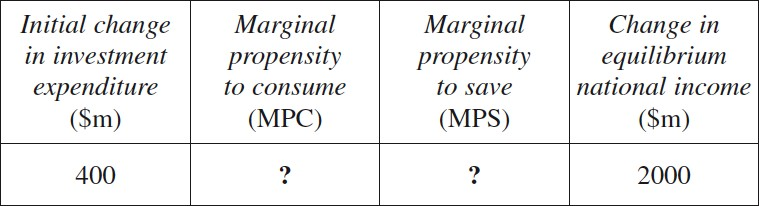 Initial change in investment expenditure ($m)
Marginal propensity to consume (MPC)
Marginal propensity to save (MPS)
Change in equilibrium national income ($m)
400 ? ? 2000